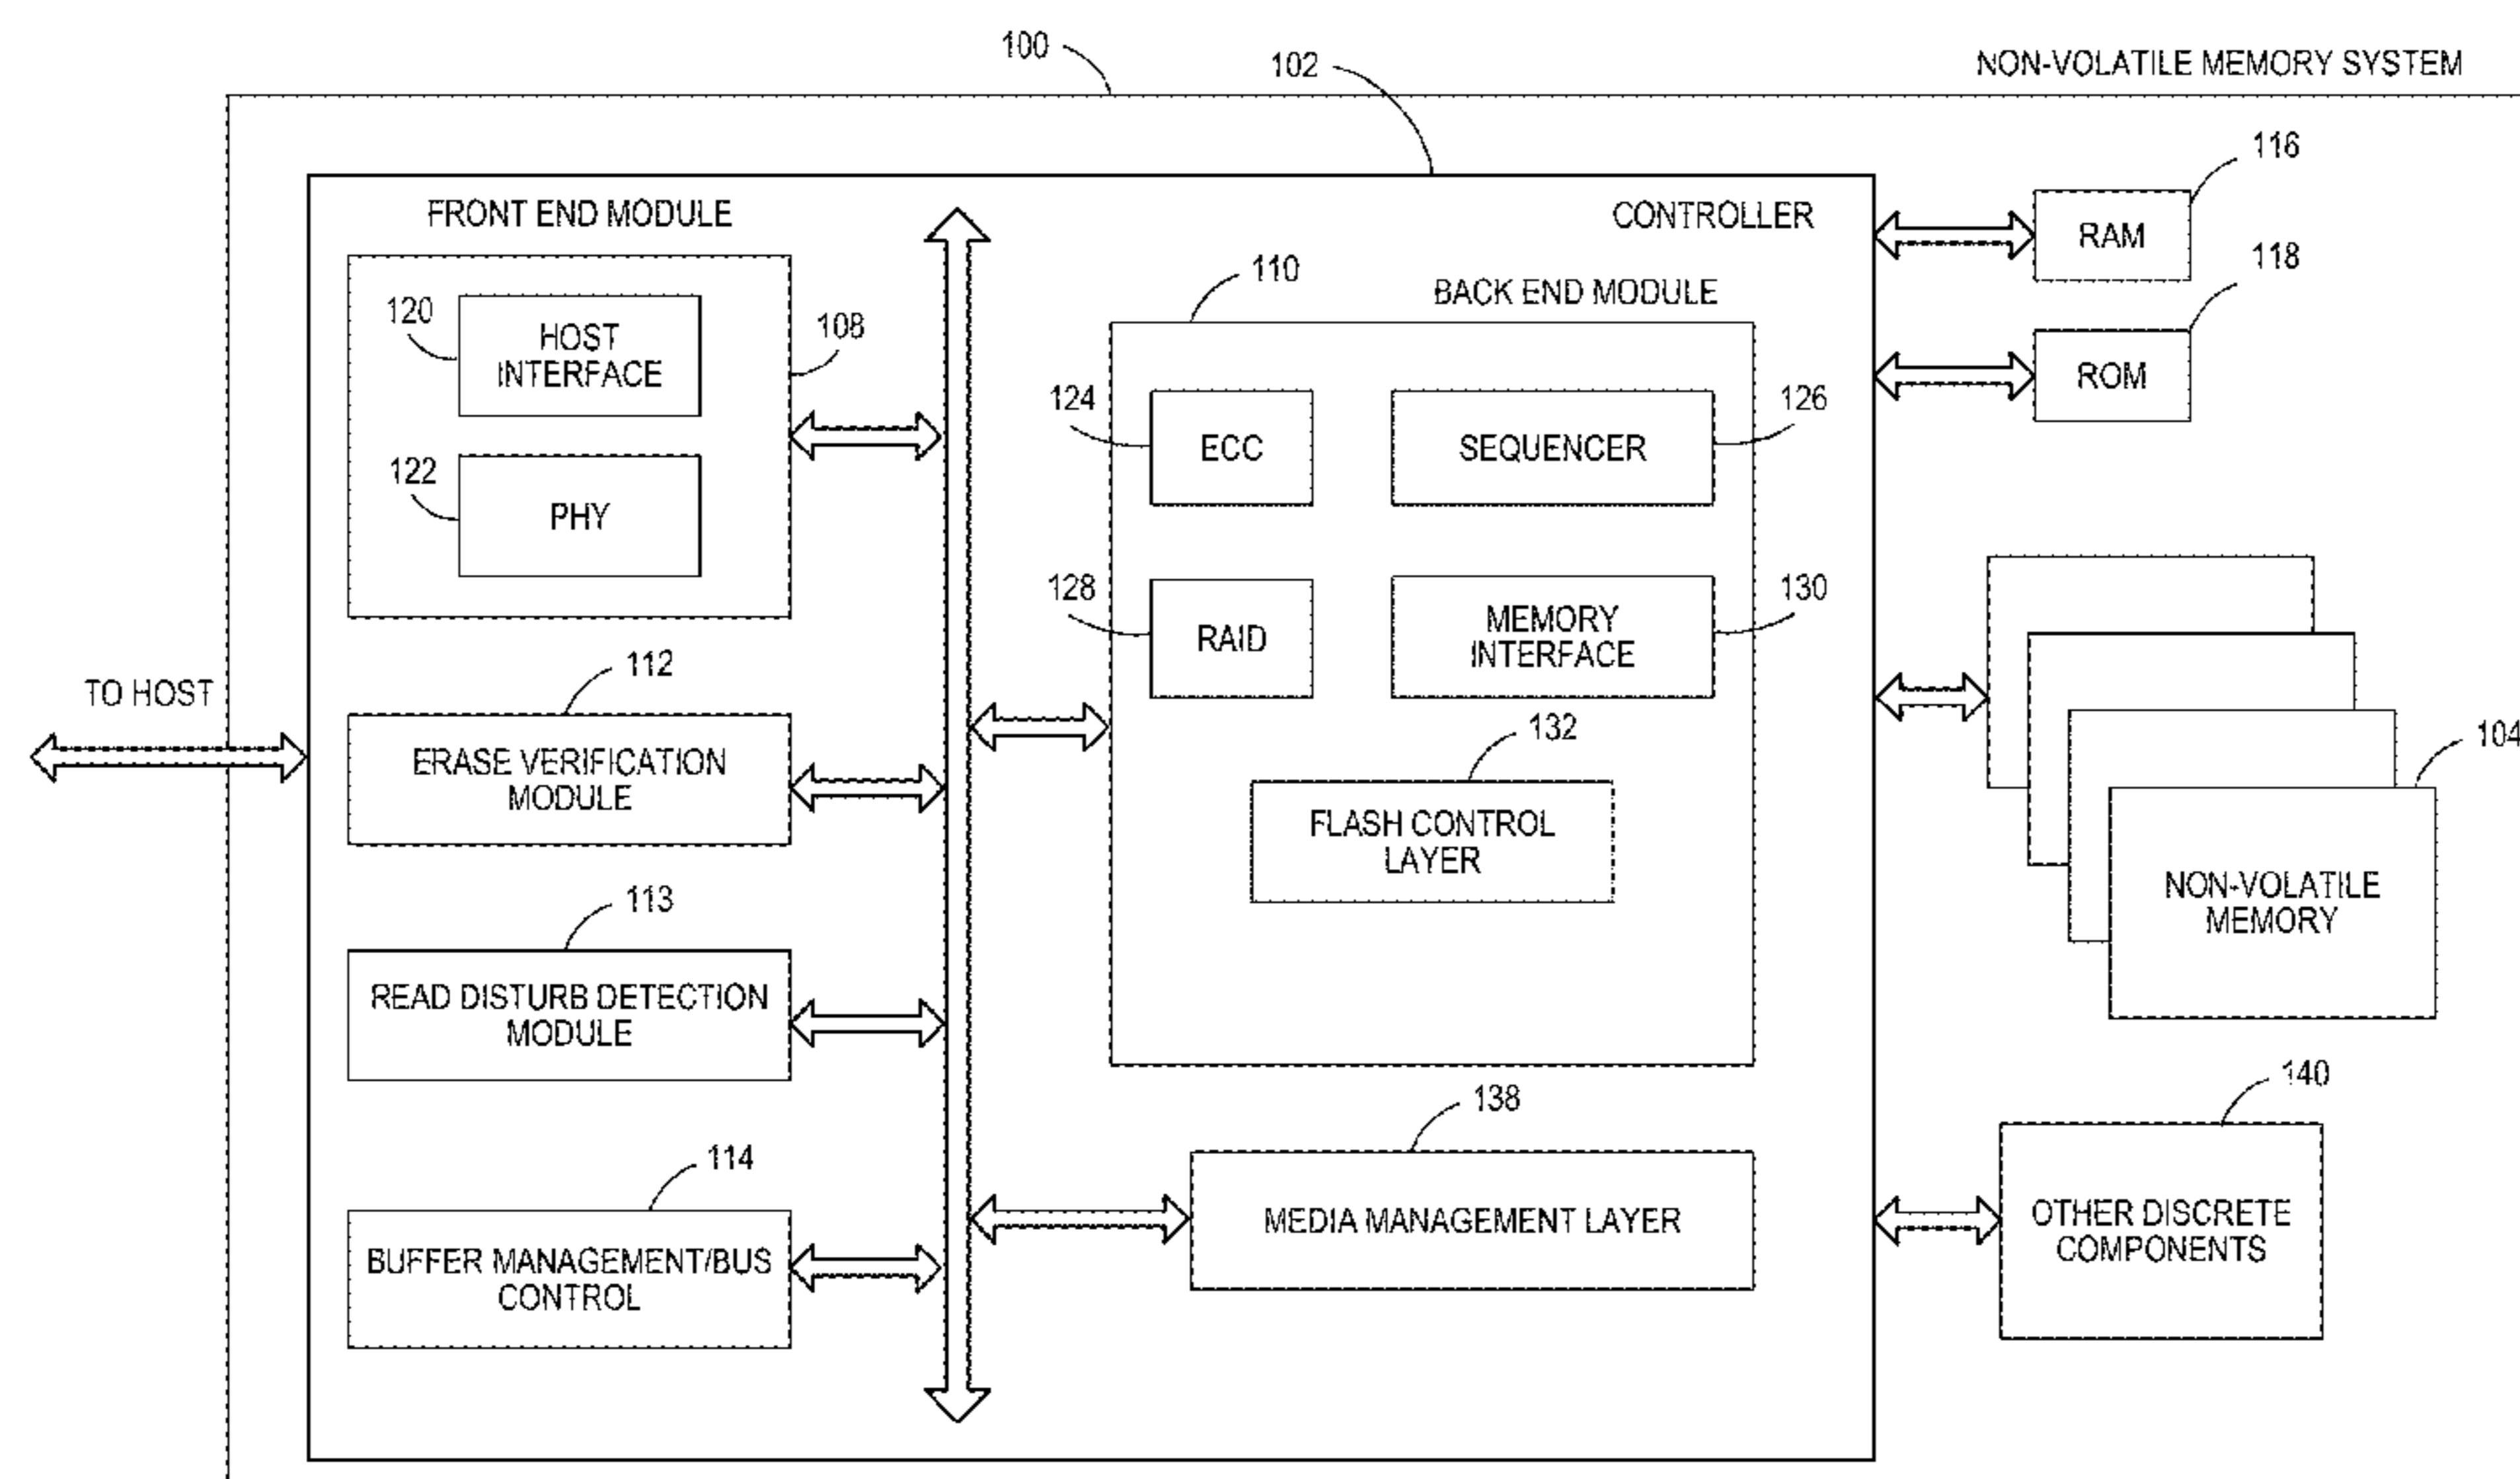 100
102
NON-VOLATILE MEMORY SYSTEM
116
FRONT END MODULE
CONTROLLER
RAM
118
110
BACK END MODULE
120
HOST
INTERFACE
108
ROM
124
ECC
SEQUENCER
126
122
PHY
128
RAID
MEMORY
INTERFACE
130
TO HOST
112
ERASE VERIFICATION
MODULE
132
FLASH CONTROL
LAYER
104
NON-VOLATILE
MEMORY
113
READ DISTURB DETECTION
MODULE
138
140
114
MEDIA MANAGEMENT LAYER
OTHER DISCRETE
COMPONENTS
BUFFER MANAGEMENT/BUS
CONTROL